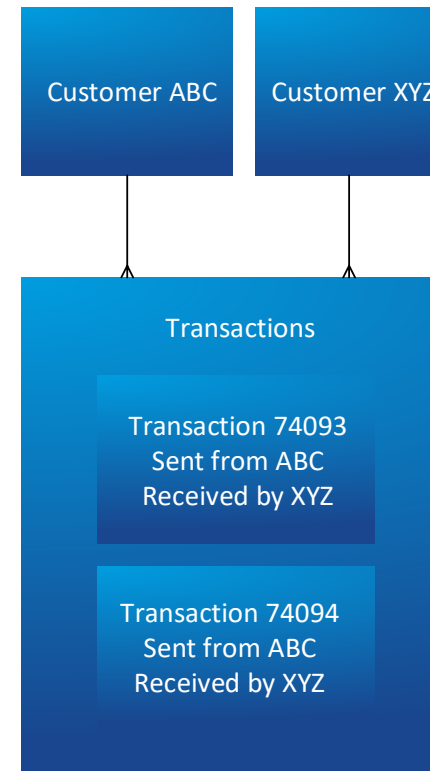 Customer ABC
Customer XYZ
Transactions
Transaction 74093
Sent from ABC
Received by XYZ
Transaction 74094
Sent from ABC
Received by XYZ